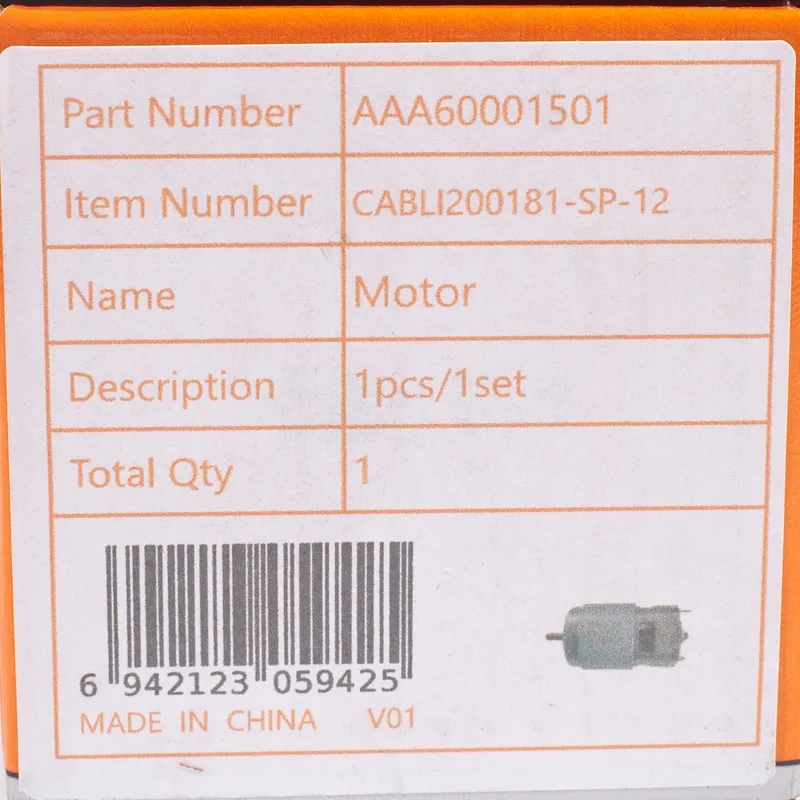 Part Number AAA60001501
Item Number CABLI200181-SP-12
Name Motor
Description 1pcs/1set
Total Qty 1
6 942123 059425
MADE IN CHINA V01